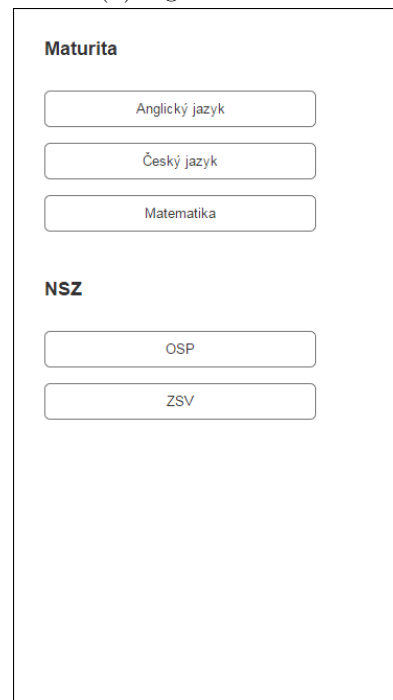 Maturita
Anglický jazyk
Český jazyk
Matematika
NSZ
OSP
ZSV